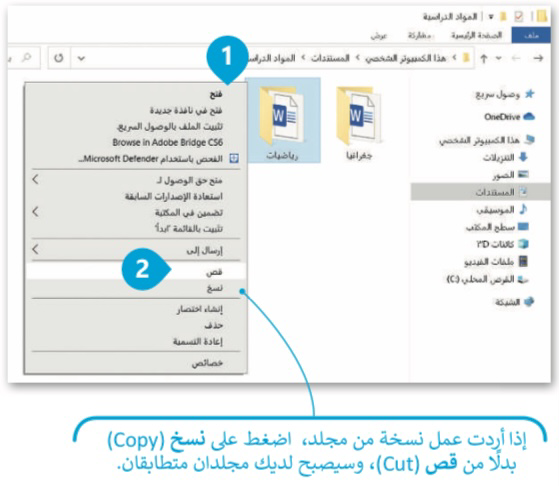 المواد الدراسية
ملف
الصفحة الرئيسية
مشاركة
عرض
هذا الكمبيوتر الشخصي > المستندات > المواد الدراسية
وصول سريع
OneDrive
هذا الكمبيوتر الشخصي
التنزيلات
الصور
المستندات
الموسيقى
سطح المكتب
كائنات 3D
ملفات الفيديو
القرص المحلي (C:)
الشبكة
جغرافيا
رياضيات
1
فتح
فتح في نافذة جديدة
تثبيت الملف بالوصول السريع.
Browse in Adobe Bridge CS6
الفحص باستخدام Microsoft Defender...
منح حق الوصول لـ
استعادة الإصدارات السابقة
تضمين في المكتبة
تثبيت بالقائمة "ابدأ"
إرسال إلى
2
قص
نسخ
إنشاء اختصار
حذف
إعادة التسمية
خصائص
إذا أردت عمل نسخة من مجلد، اضغط على نسخ (Copy)
بدلًا من قص (Cut)، وسيصبح لديك مجلدان متطابقان.